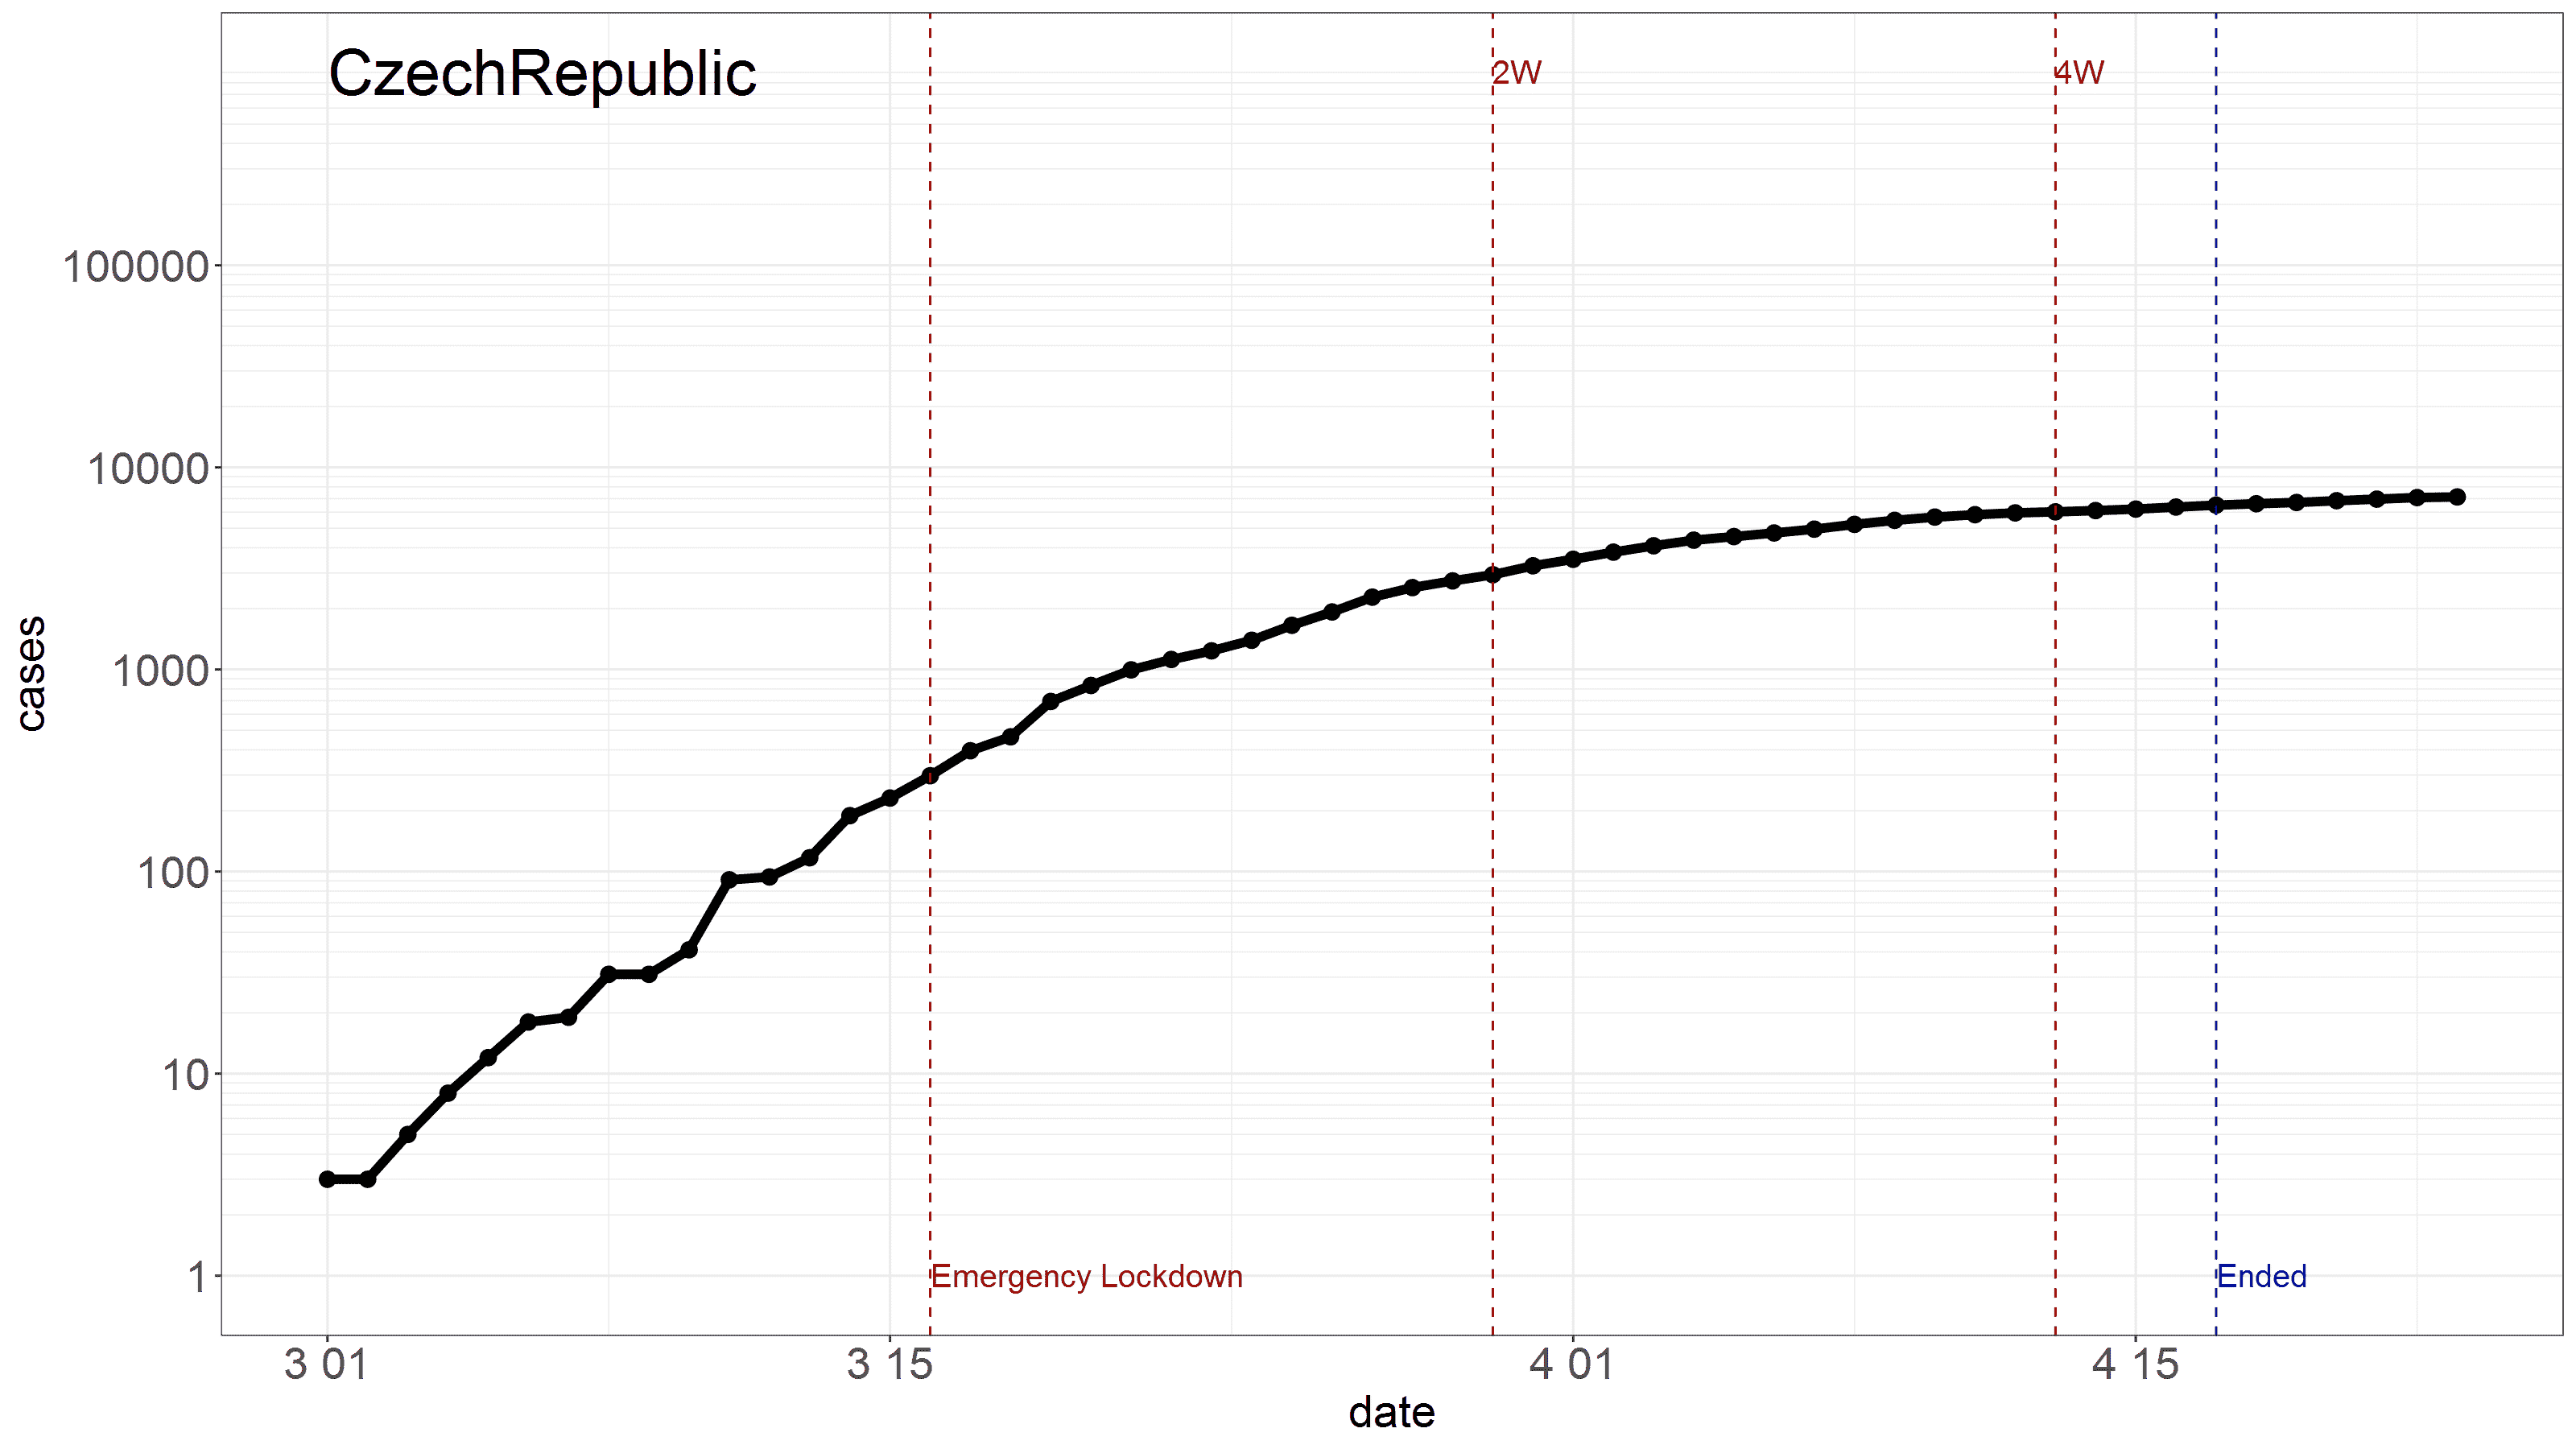 CzechRepublic
2W
4W
100000
10000
1000
100
10
1
cases
Emergency Lockdown
Ended
3 01
3 15
4 01
4 15
date